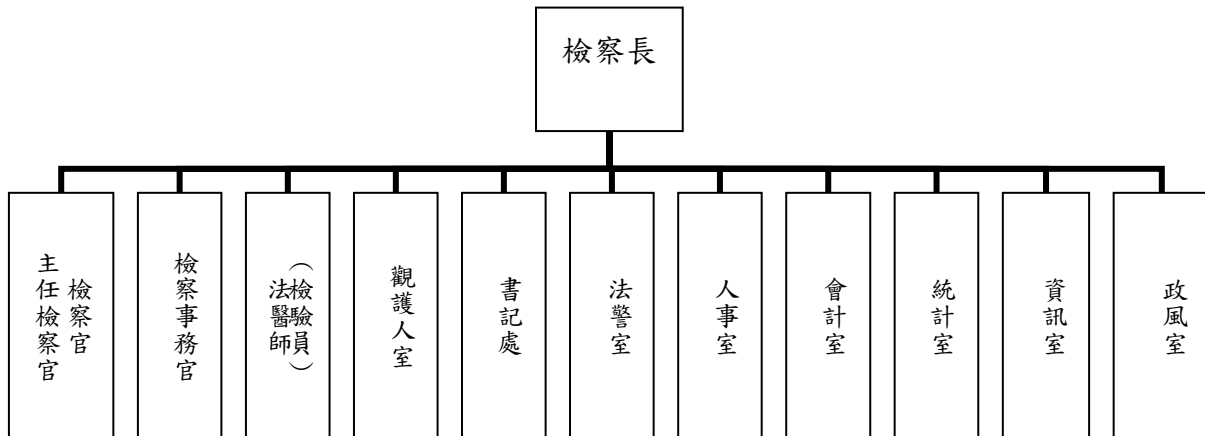 檢察長
主任檢察官
檢察官
檢察事務官
法醫師
（檢驗員）
觀護人室
書記處
法警室
人事室
會計室
統計室
資訊室
政風室